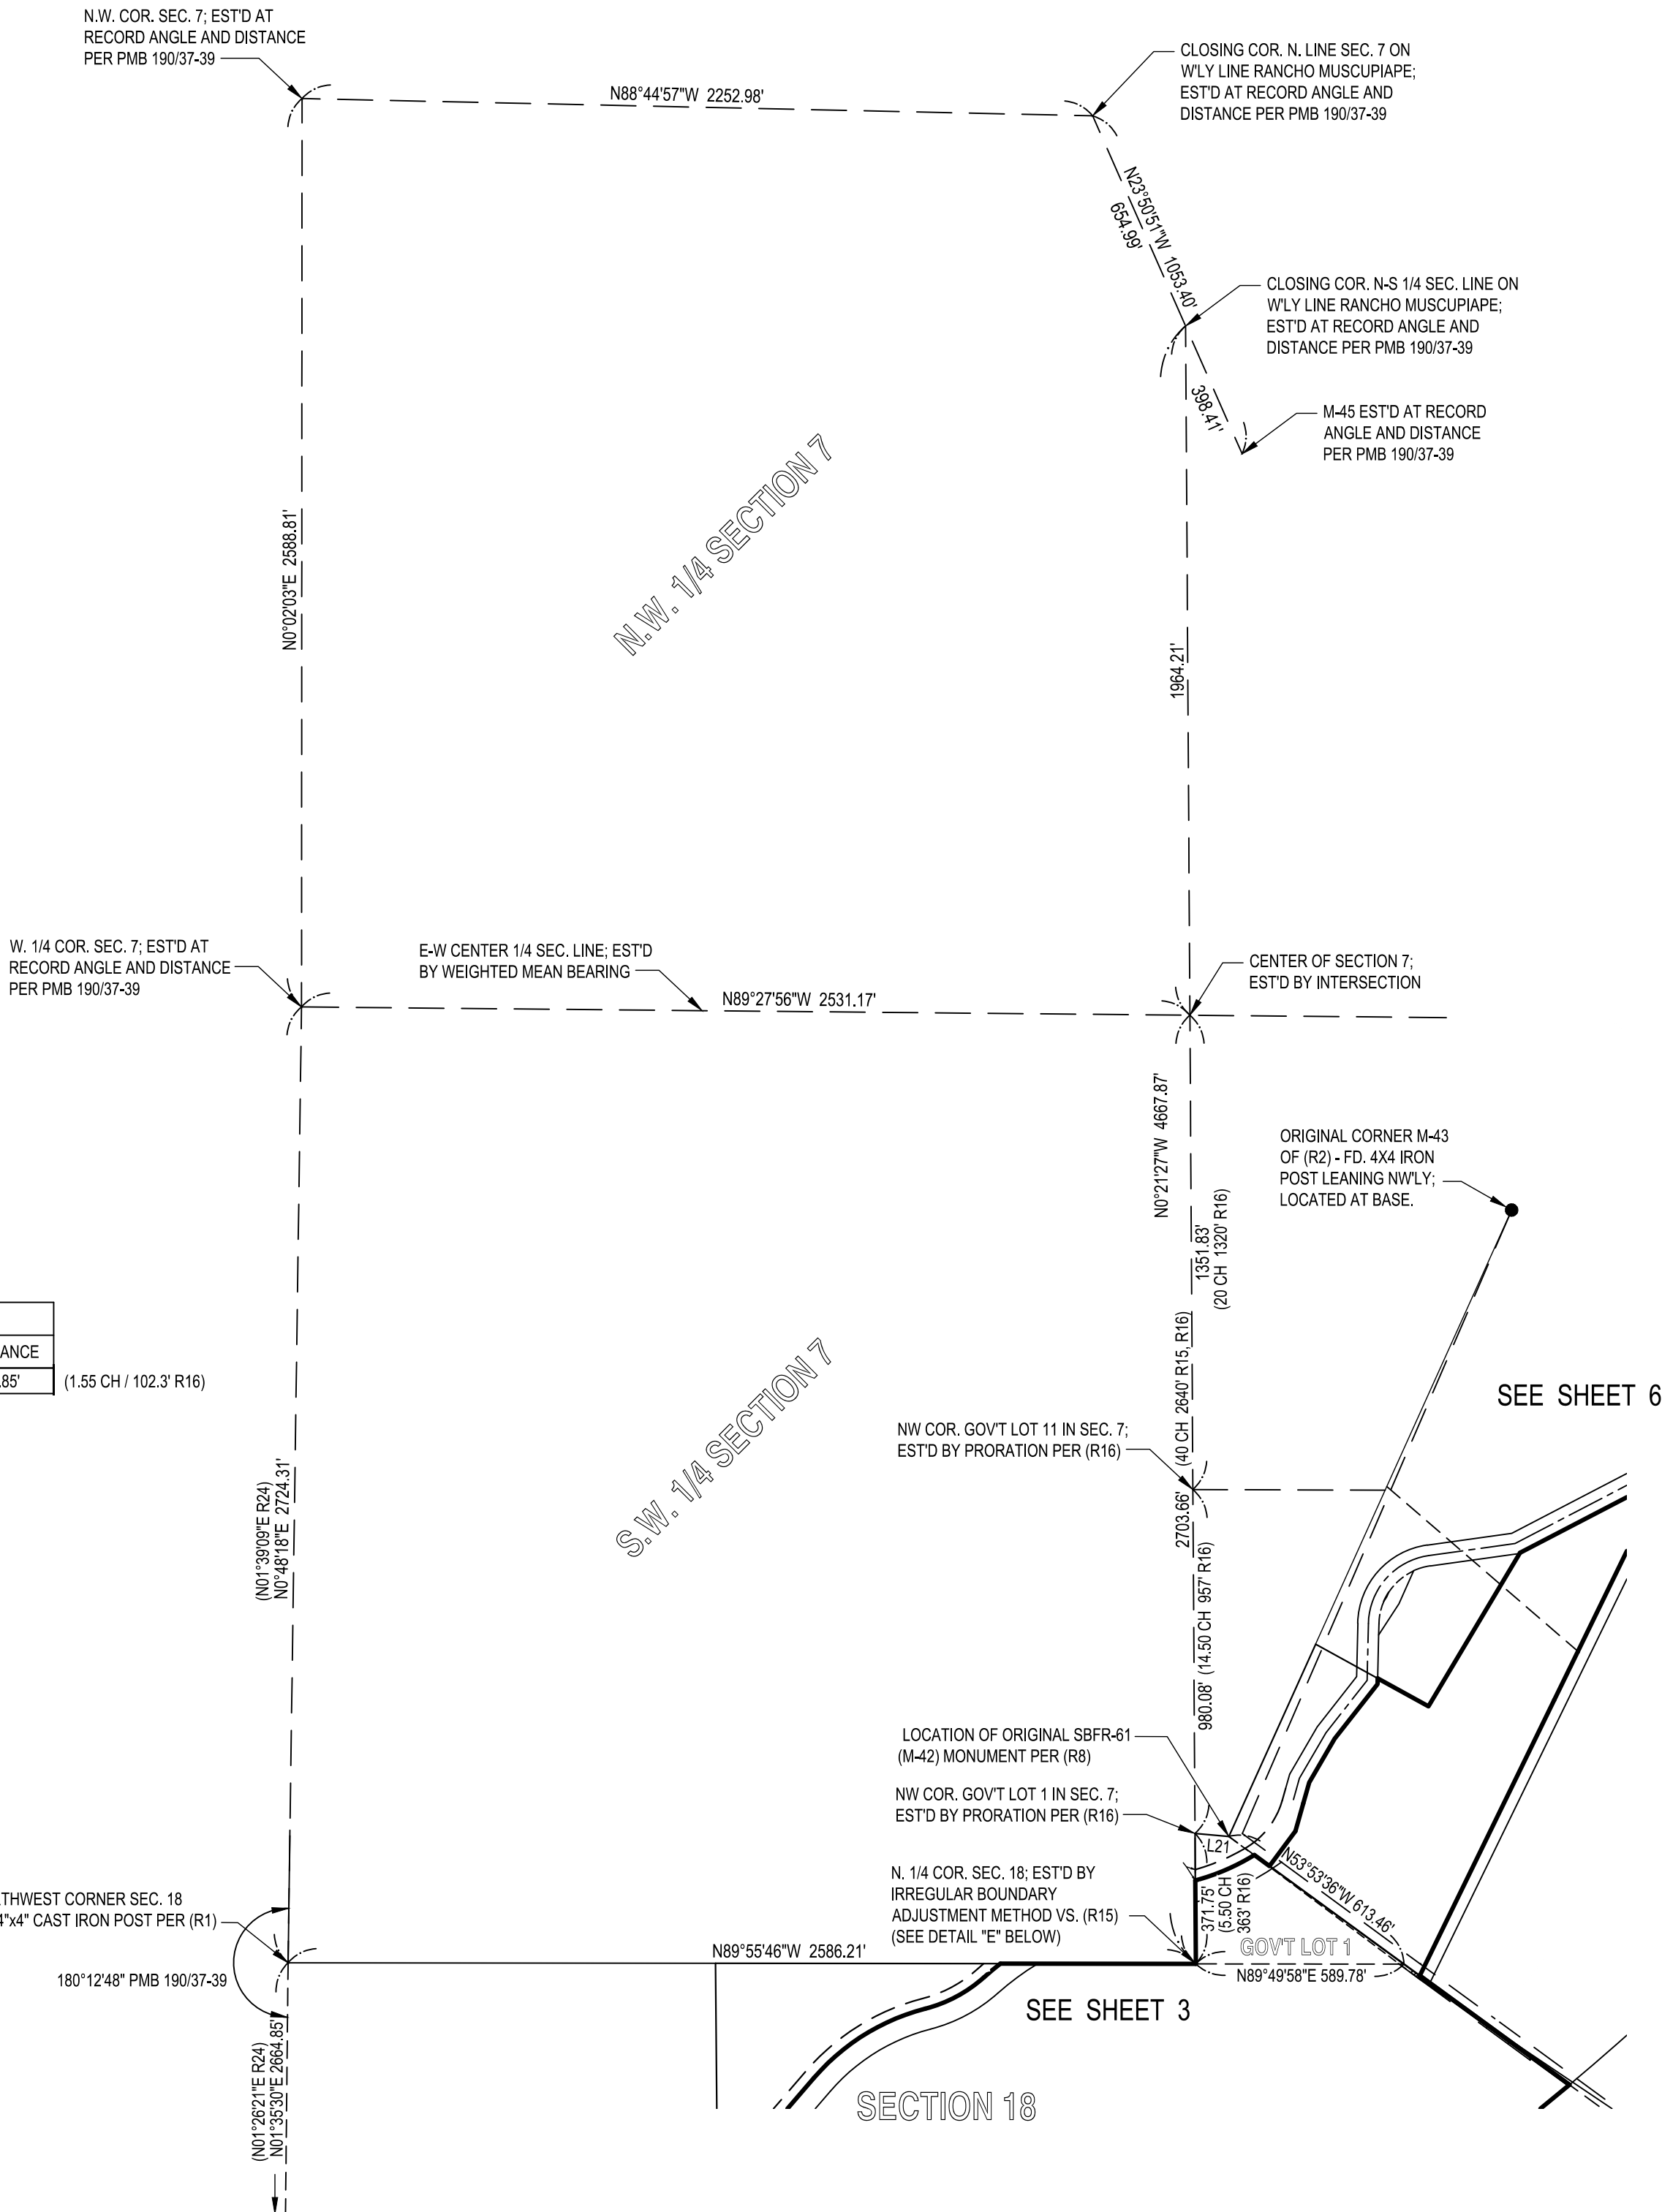 N.W. COR. SEC. 7; EST'D AT
RECORD ANGLE AND DISTANCE
PER PMB 190/37-39
CLOSING COR. N. LINE SEC. 7 ON
W'LY LINE RANCHO MUSCUPIAPE;
EST'D AT RECORD ANGLE AND
DISTANCE PER PMB 190/37-39
N88°44'57"W 2252.98'
N23°50'51"W 1053.40'
654.99'
CLOSING COR. N-S 1/4 SEC. LINE ON
W'LY LINE RANCHO MUSCUPIAPE;
EST'D AT RECORD ANGLE AND
DISTANCE PER PMB 190/37-39
398.41'
M-45 EST'D AT RECORD
ANGLE AND DISTANCE
PER PMB 190/37-39
N0°02'03"E 2588.81'
N.W. 1/4 SECTION 7
1964.21'
W. 1/4 COR. SEC. 7; EST'D AT
RECORD ANGLE AND DISTANCE
PER PMB 190/37-39
E-W CENTER 1/4 SEC. LINE; EST'D
BY WEIGHTED MEAN BEARING
N89°27'56"W 2531.17'
CENTER OF SECTION 7;
EST'D BY INTERSECTION
N0°21'27"W 4667.87'
ORIGINAL CORNER M-43
OF (R2) - FD. 4X4 IRON
POST LEANING NW'LY;
LOCATED AT BASE.
1351.83'
(20 CH 1320' R16)
ANCE
.85'
(1.55 CH / 102.3' R16)
(40 CH 2640' R15, R16)
2703.66'
SEE SHEET 6
S.W. 1/4 SECTION 7
NW COR. GOV'T LOT 11 IN SEC. 7;
EST'D BY PRORATION PER (R16)
(N01°39'09"E R24)
N0°48'18"E 2724.31'
980.08' (14.50 CH 957' R16)
LOCATION OF ORIGINAL SBFR-61
(M-42) MONUMENT PER (R8)
NW COR. GOV'T LOT 1 IN SEC. 7;
EST'D BY PRORATION PER (R16)
L21
N53°53'36"W 613.46'
N. 1/4 COR. SEC. 18; EST'D BY
IRREGULAR BOUNDARY
ADJUSTMENT METHOD VS. (R15)
(SEE DETAIL "E" BELOW)
371.75'
(5.50 CH
363' R16)
GOV'T LOT 1
N89°49'58"E 589.78'
THWEST CORNER SEC. 18
4"x4" CAST IRON POST PER (R1)
N89°55'46"W 2586.21'
180°12'48" PMB 190/37-39
SEE SHEET 3
(N01°26'21"E R24)
N01°35'30"E 2664.85'
SECTION 18